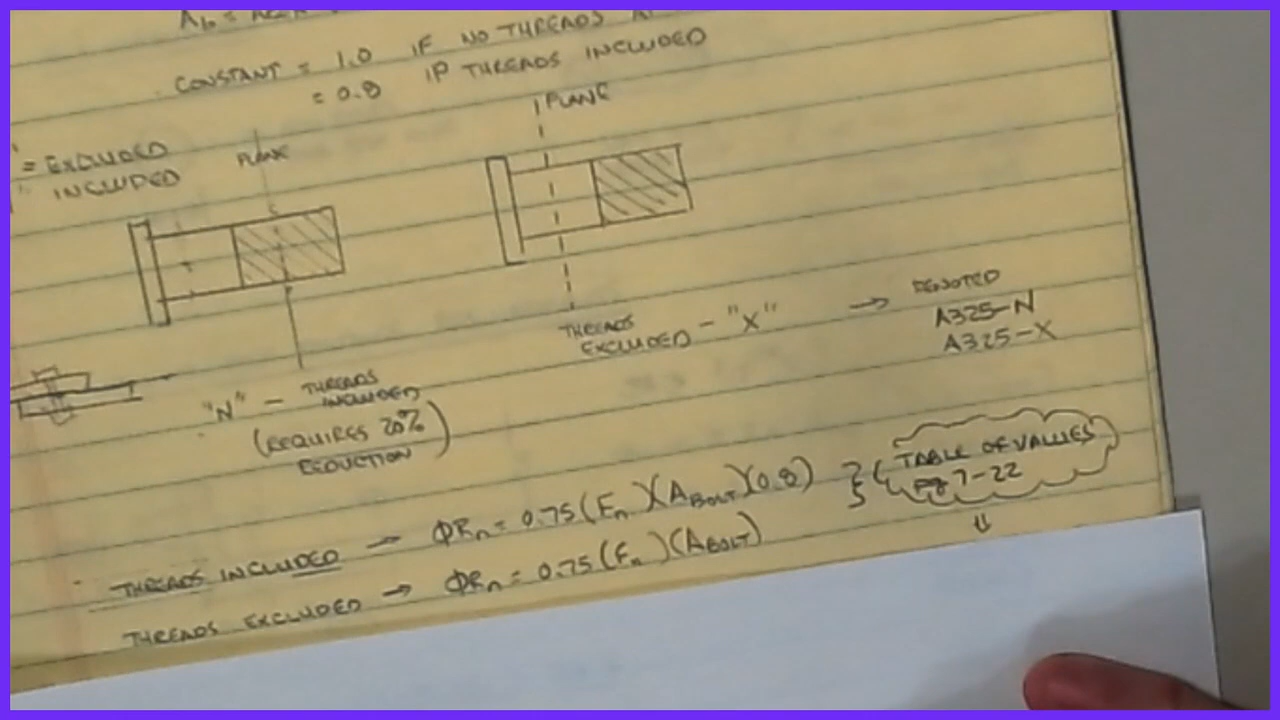 CONSTANT = 1.0 IF NO THREADS
= 0.8 IF THREADS INCLUDED
= EXCLUDED
INCLUDED
PLANE
PLANE
"N" - THREADS INCLUDED
(REQUIRES 20% REDUCTION)
THREADS EXCLUDED - "X"
→ DENOTED
A325-N
A325-X
THREADS INCLUDED → ΦRn = 0.75(Fn)(ABOLT)(0.8)
THREADS EXCLUDED → ΦRn = 0.75(Fn)(ABOLT)
TABLE OF VALUES
pg 7-22